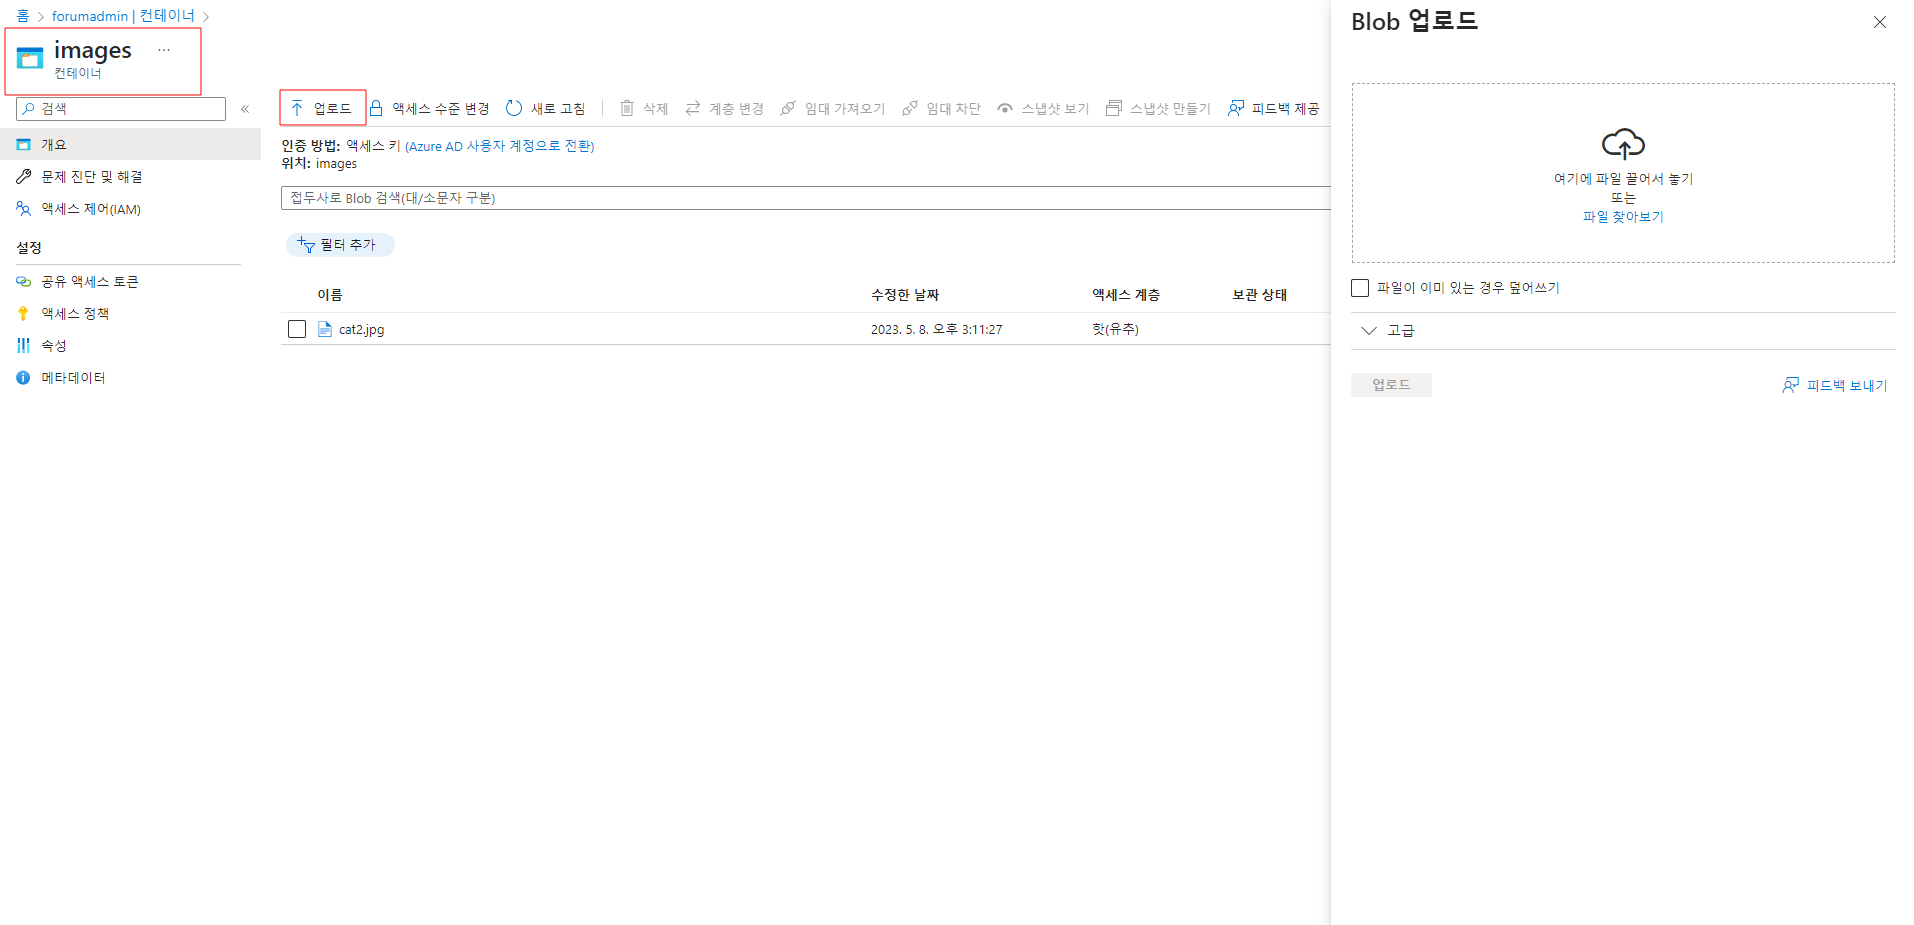 홈 > forumadmin | 컨테이너 >
images ...
컨테이너
검색 «
개요
문제 진단 및 해결
액세스 제어(IAM)
설정
공유 액세스 토큰
액세스 정책
속성
메타데이터
업로드 액세스 수준 변경 새로 고침 삭제 계층 변경 임대 가져오기 임대 차단 스냅샷 보기 스냅샷 만들기 피드백 제공
인증 방법: 액세스 키 (Azure AD 사용자 계정으로 전환)
위치: images
접두사로 Blob 검색(대/소문자 구분)
필터 추가
이름 수정한 날짜 액세스 계층 보관 상태
cat2.jpg 2023. 5. 8. 오후 3:11:27 핫(유추)
Blob 업로드
여기에 파일 끌어서 놓기
또는
파일 찾아보기
파일이 이미 있는 경우 덮어쓰기
고급
업로드 피드백 보내기